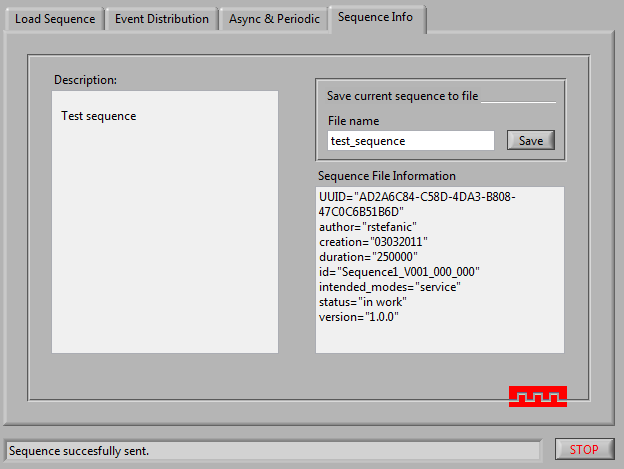 Load Sequence
Event Distribution
Async & Periodic
Sequence Info
Description:
Test sequence
Save current sequence to file
File name
test_sequence
Save
Sequence File Information
UUID="AD2A6C84-C58D-4DA3-B808-
47C0C6B51B6D"
author="rstefanic"
creation="03032011"
duration="250000"
id="Sequence1_V001_000_000"
intended_modes="service"
status="in work"
version="1.0.0"
Sequence succesfully sent.
STOP